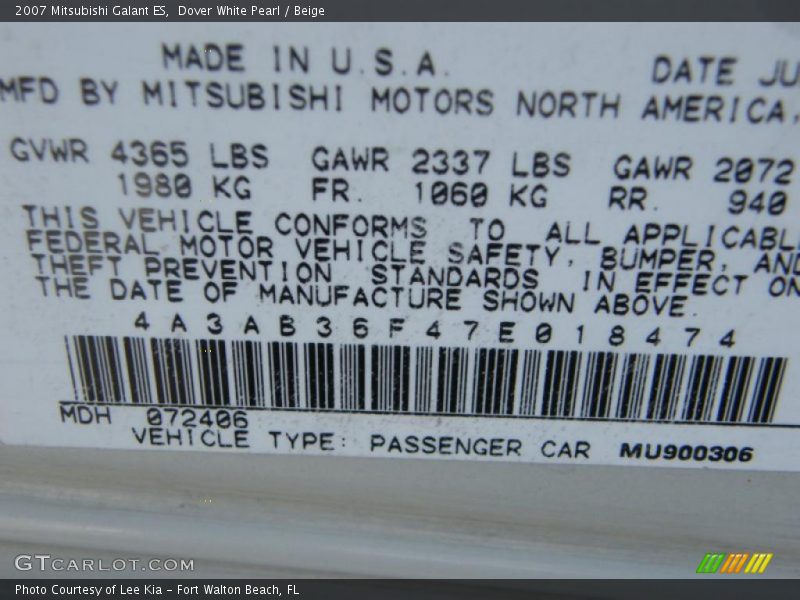 2007 Mitsubishi Galant ES, Dover White Pearl / Beige
MADE IN U.S.A. DATE JU
MFD BY MITSUBISHI MOTORS NORTH AMERICA,
GVWR 4365 LBS GAWR 2337 LBS GAWR 2072
1980 KG FR. 1060 KG RR. 940
THIS VEHICLE CONFORMS TO ALL APPLICABL
FEDERAL MOTOR VEHICLE SAFETY, BUMPER, AND
THEFT PREVENTION STANDARDS IN EFFECT ON
THE DATE OF MANUFACTURE SHOWN ABOVE.
4A3AB36F47E018474
MDH 072406
VEHICLE TYPE: PASSENGER CAR MU900306
GTCARLOT.COM
Photo Courtesy of Lee Kia - Fort Walton Beach, FL